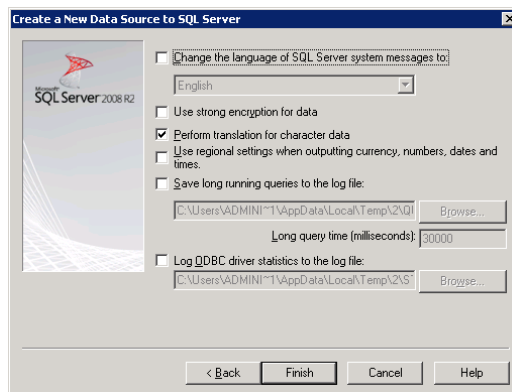 Create a New Data Source to SQL Server
Microsoft
SQL Server 2008 R2
Change the language of SQL Server system messages to:
English
Use strong encryption for data
Perform translation for character data
Use regional settings when outputting currency, numbers, dates and
times.
Save long running queries to the log file:
C:\Users\ADMINI~1\AppData\Local\Temp\2\QI
Browse...
Long query time (milliseconds):
30000
Log ODBC driver statistics to the log file:
C:\Users\ADMINI~1\AppData\Local\Temp\2\ST
Browse...
< Back
Finish
Cancel
Help